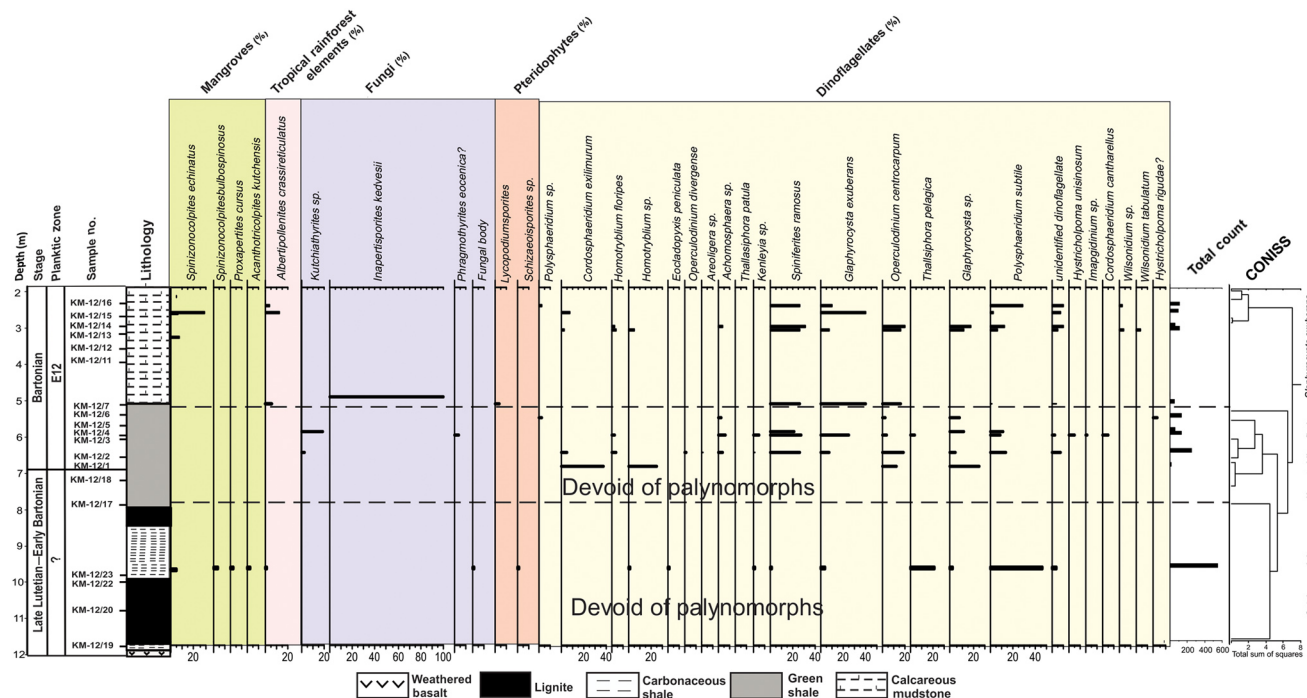 Mangroves (%)
Tropical rainforest
elements (%)
Fungi (%)
Pteridophytes (%)
Dinoflagellates (%)
Depth (m)
Stage
Planktic zone
Sample no.
Lithology
Spinizonocolpites echinatus
Spinizonocolpitesbulbospinosus
Proxapertites cursus
Acanthotricolpites kutchensis
Albertipollenites crassireticulatus
Kutchiathyrites sp.
Inapertisporites kedvesii
Phragmothyrites eocenica?
Fungal body
Lycopodiumsporites
Schizaeoisporites sp.
Polysphaeridium sp.
Cordosphaeridium exilimurum
Homotryblium floripes
Homotryblium sp.
Eocladopyxis peniculata
Operculodinium divergense
Areoligera sp.
Achomosphaera sp.
Thallasiphora patula
Kenleyia sp.
Spiniferites ramosus
Glaphyrocysta exuberans
Operculodinium centrocarpum
Thallsiphora pelagica
Glaphyrocysta sp.
Polysphaeridium subtile
unidentified dinoflagellate
Hystricholpoma unisinosum
Imapgidinium sp.
Cordosphaeridium cantharellus
Wilsonidium sp.
Wilsonidium tabulatum
Hystricholpoma rigudae?
Total count
CONISS
2
3
4
5
6
7
8
9
10
11
12
Bartonian
Late Lutetian—Early Bartonian
E12
?
KM-12/16
KM-12/15
KM-12/14
KM-12/13
KM-12/12
KM-12/11
KM-12/7
KM-12/6
KM-12/5
KM-12/4
KM-12/3
KM-12/2
KM-12/1
KM-12/18
KM-12/17
KM-12/23
KM-12/22
KM-12/20
KM-12/19
Devoid of palynomorphs
Devoid of palynomorphs
20 20 20 20 40 60 80 100 20 40 20 20 40 20 40 20 20 20 20 40 200 400 600 2 4 6 8
Total sum of squares
Weathered
basalt
Lignite
Carbonaceous
shale
Green
shale
Calcareous
mudstone